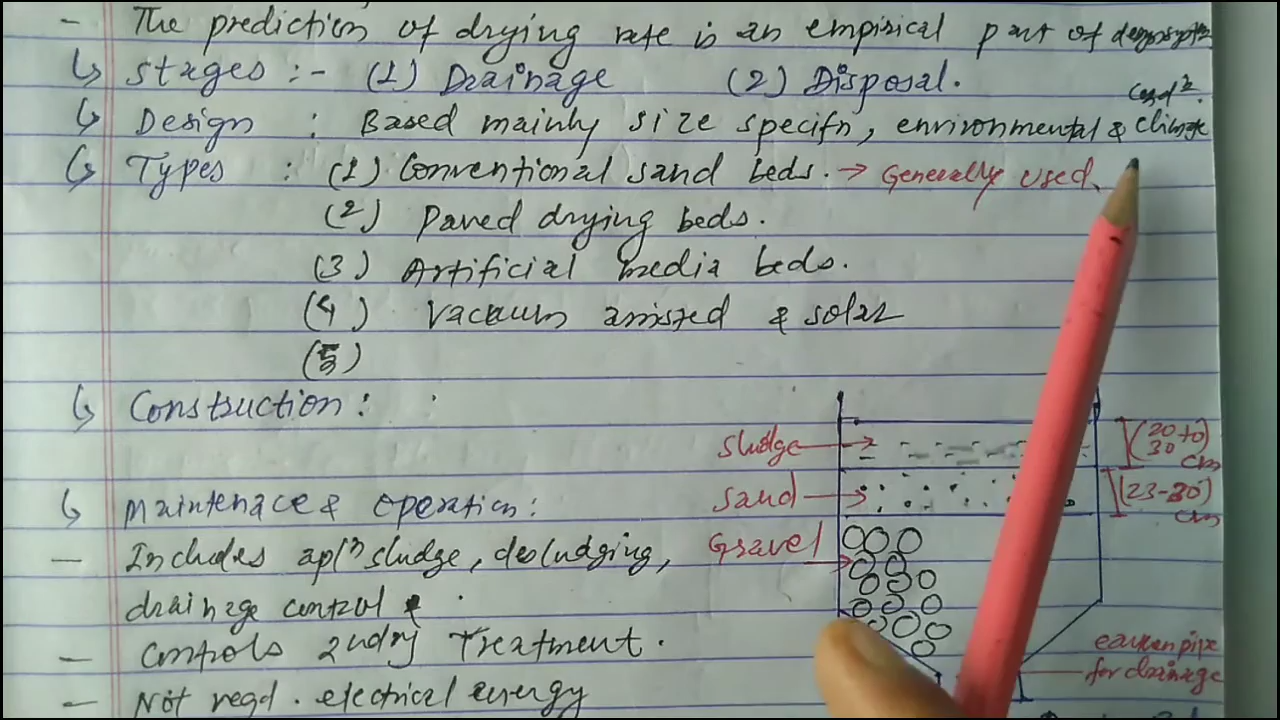 - The prediction of drying rate is an empirical part of
↳ Stages :- (1) Drainage (2) Disposal.
Cond².
↳ Design : Based mainly size specifn, environmental & climate
↳ Types : (1) Conventional sand beds. → Generally used.
(2) Paved drying beds.
(3) Artificial media beds.
(4) Vacuum assisted & solar
(5)
↳ Construction :
sludge → (20 to 30 cm
sand → (23-30) cm
↳ Maintenace & operation :
Gravel →
- Includes apl⁽ⁿ sludge, desludging,
drainage control &
- Controls 2ndry Treatment.
earthen pipe for drainage
- Not reqd. electrical energy